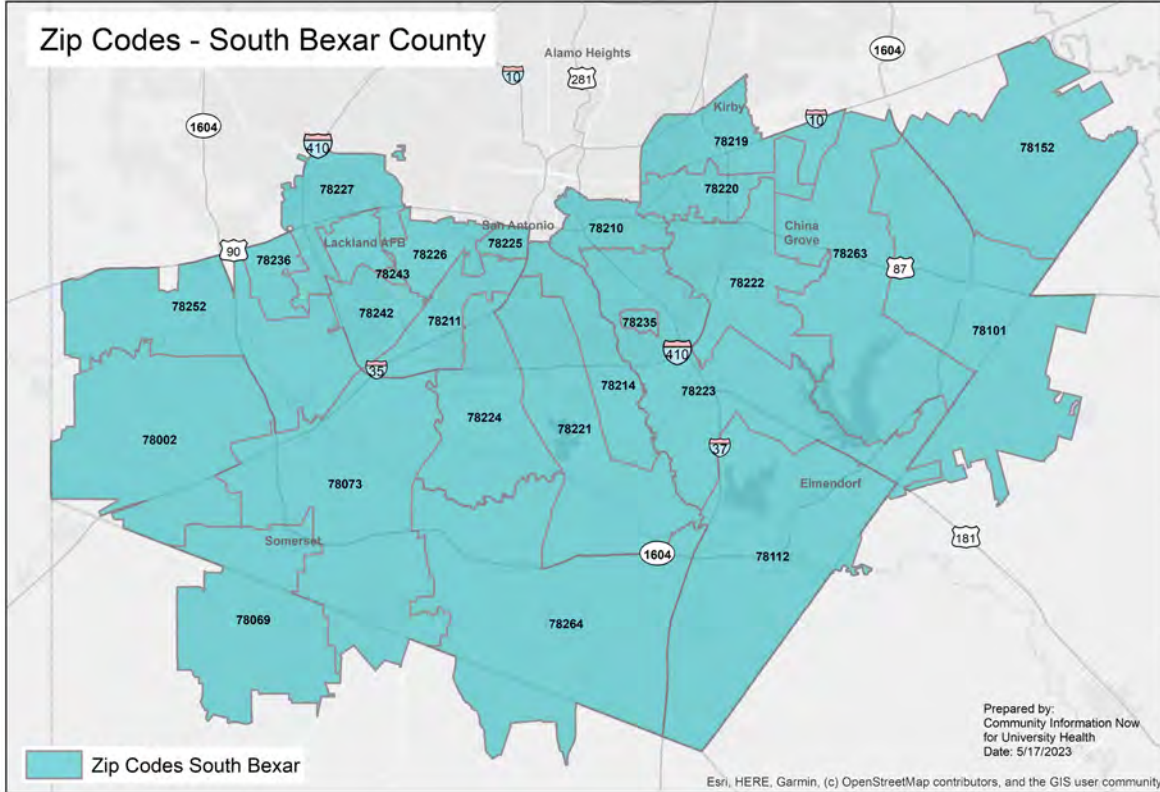 Zip Codes - South Bexar County
Alamo Heights
1604
10
281
1604
Kirby
10
1604
410
78219
78152
78227
78220
San Antonio
78210
China
Grove
Lackland AFB
78225
90
78236
78226
78263
78243
87
78222
78252
78242
78211
78235
78101
410
35
78214
78223
78224
78221
78002
37
78073
Elmendorf
Somerset
1604
78112
181
78069
78264
Prepared by:
Community Information Now
for University Health
Date: 5/17/2023
Zip Codes South Bexar
Esri, HERE, Garmin, (c) OpenStreetMap contributors, and the GIS user community